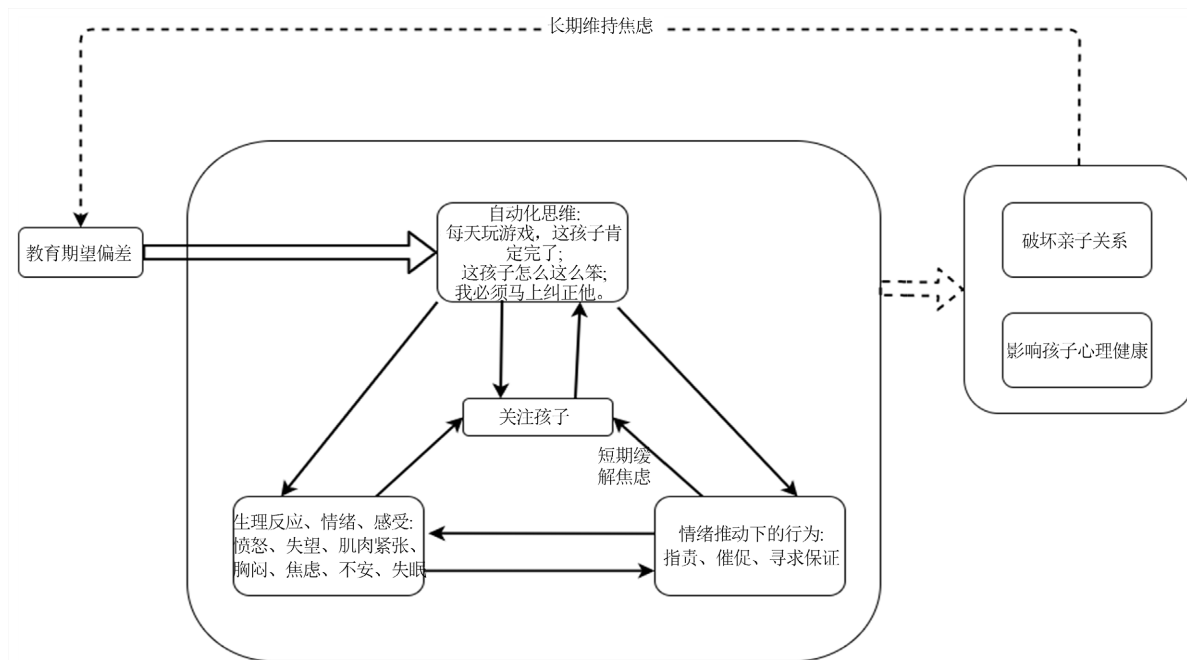 长期维持焦虑
教育期望偏差
自动化思维:
每天玩游戏，这孩子肯
定完了;
这孩子怎么这么笨;
我必须马上纠正他。
关注孩子
短期缓
解焦虑
生理反应、情绪、感受:
愤怒、失望、肌肉紧张、
胸闷、焦虑、不安、失眠
情绪推动下的行为:
指责、催促、寻求保证
破坏亲子关系
影响孩子心理健康